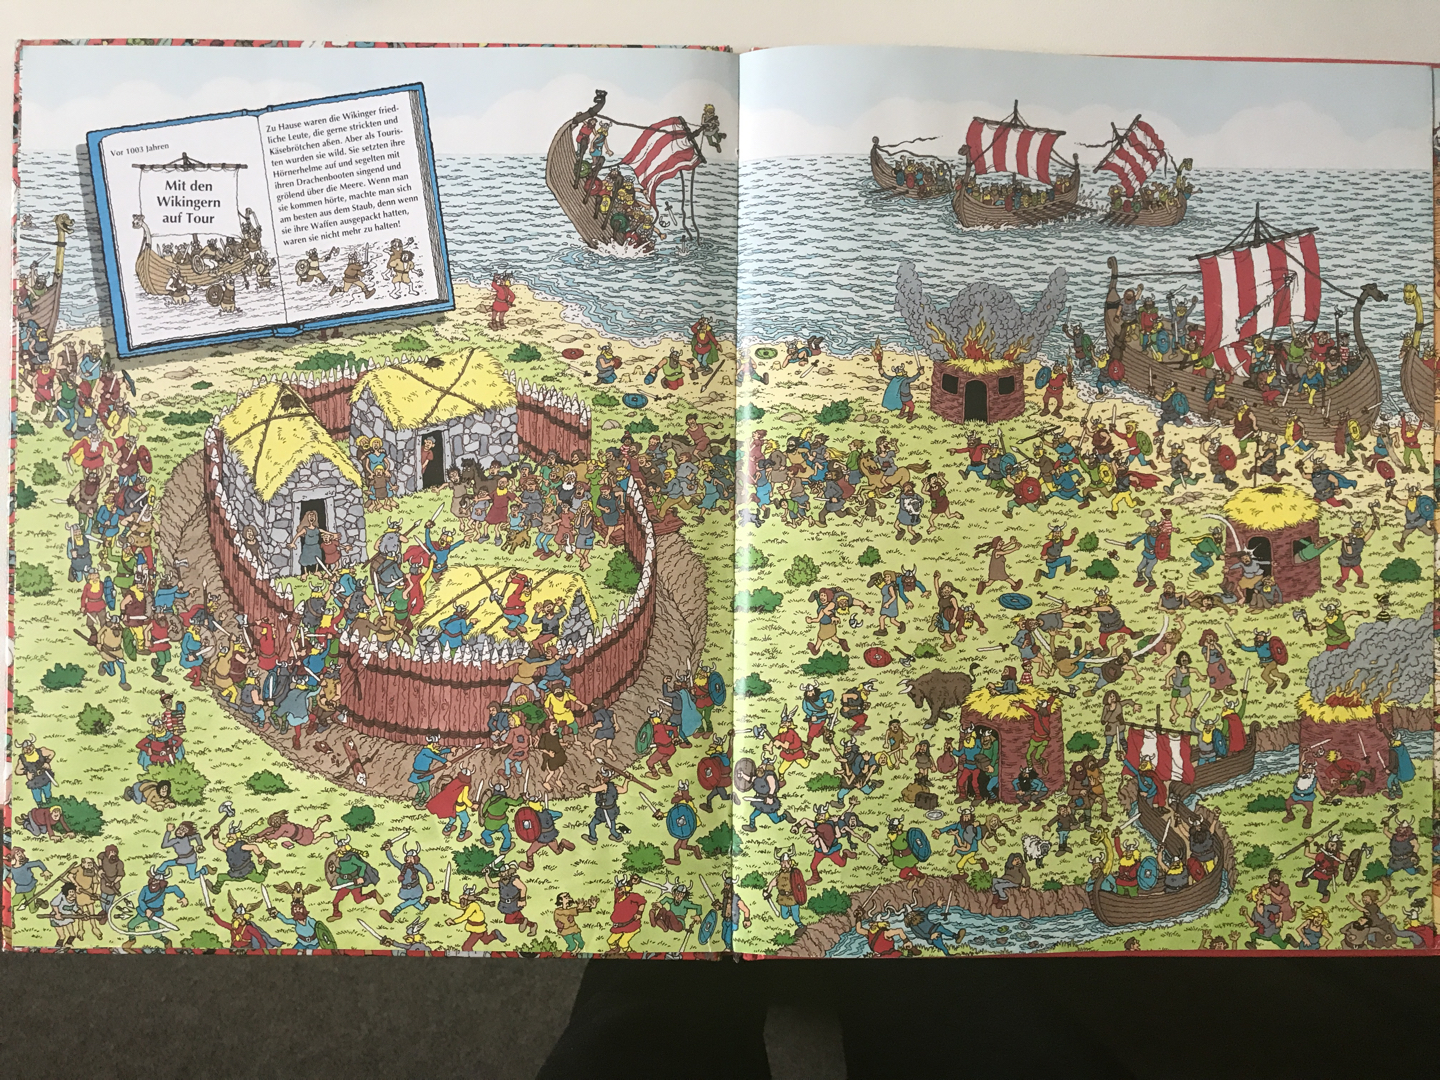 Vor 1003 Jahren
Mit den
Wikingern
auf Tour
Zu Hause waren die Wikinger fried-
liche Leute, die gerne strickten und
Käsebrötchen aßen. Aber als Touris-
ten wurden sie wild. Sie setzten ihre
Hörnerhelme auf und segelten mit
ihren Drachenbooten singend und
grölend über die Meere. Wenn man
sie kommen hörte, machte man sich
am besten aus dem Staub, denn wenn
sie ihre Waffen ausgepackt hatten,
waren sie nicht mehr zu halten!